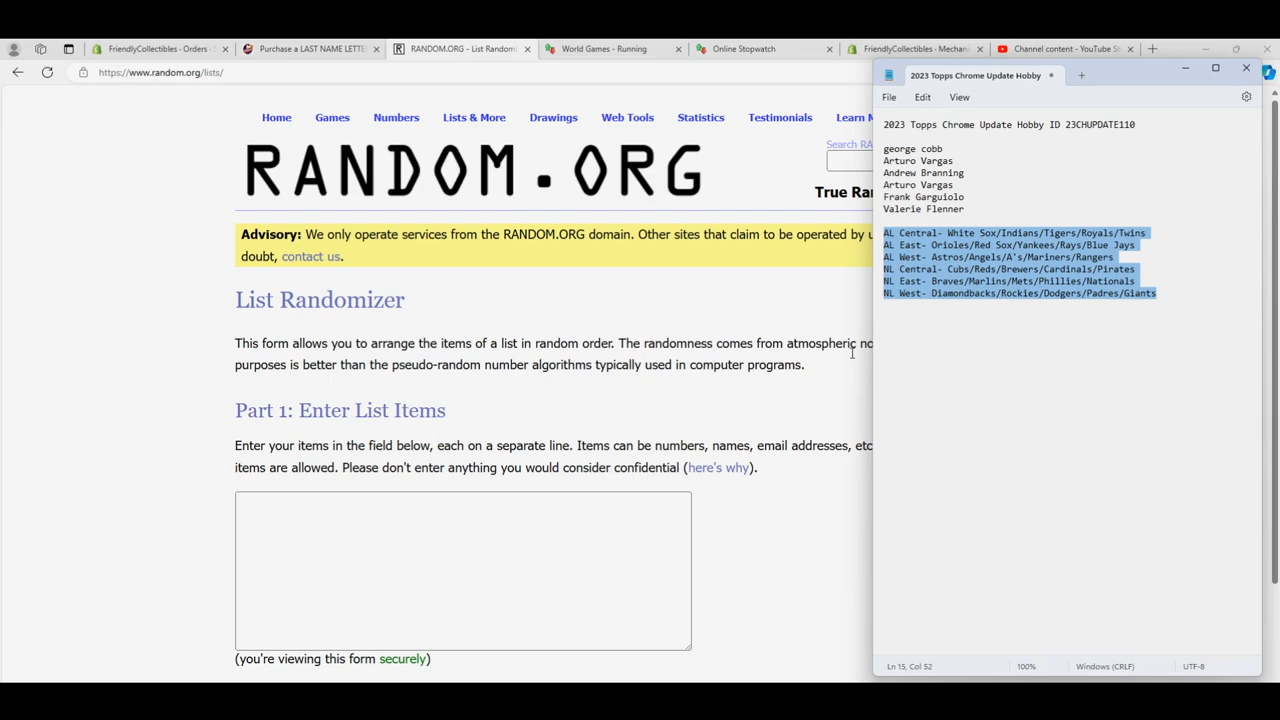 FriendlyCollectibles · Orders ·
Purchase a LAST NAME LETTE
RANDOM.ORG - List Random
World Games - Running
Online Stopwatch
FriendlyCollectibles · Mechani
Channel content - YouTube S
https://www.random.org/lists/
Home
Games
Numbers
Lists & More
Drawings
Web Tools
Statistics
Testimonials
Learn M
Search RA
RANDOM.ORG
True Ra
Advisory: We only operate services from the RANDOM.ORG domain. Other sites that claim to be operated by u
doubt, contact us.
List Randomizer
This form allows you to arrange the items of a list in random order. The randomness comes from atmospheric no
purposes is better than the pseudo-random number algorithms typically used in computer programs.
Part 1: Enter List Items
Enter your items in the field below, each on a separate line. Items can be numbers, names, email addresses, etc
items are allowed. Please don't enter anything you would consider confidential (here's why).
(you're viewing this form securely)
2023 Topps Chrome Update Hobby
File
Edit
View
2023 Topps Chrome Update Hobby ID 23CHUPDATE110
george cobb
Arturo Vargas
Andrew Branning
Arturo Vargas
Frank Garguiolo
Valerie Flenner
AL Central- White Sox/Indians/Tigers/Royals/Twins
AL East- Orioles/Red Sox/Yankees/Rays/Blue Jays
AL West- Astros/Angels/A's/Mariners/Rangers
NL Central- Cubs/Reds/Brewers/Cardinals/Pirates
NL East- Braves/Marlins/Mets/Phillies/Nationals
NL West- Diamondbacks/Rockies/Dodgers/Padres/Giants
Ln 15, Col 52
100%
Windows (CRLF)
UTF-8